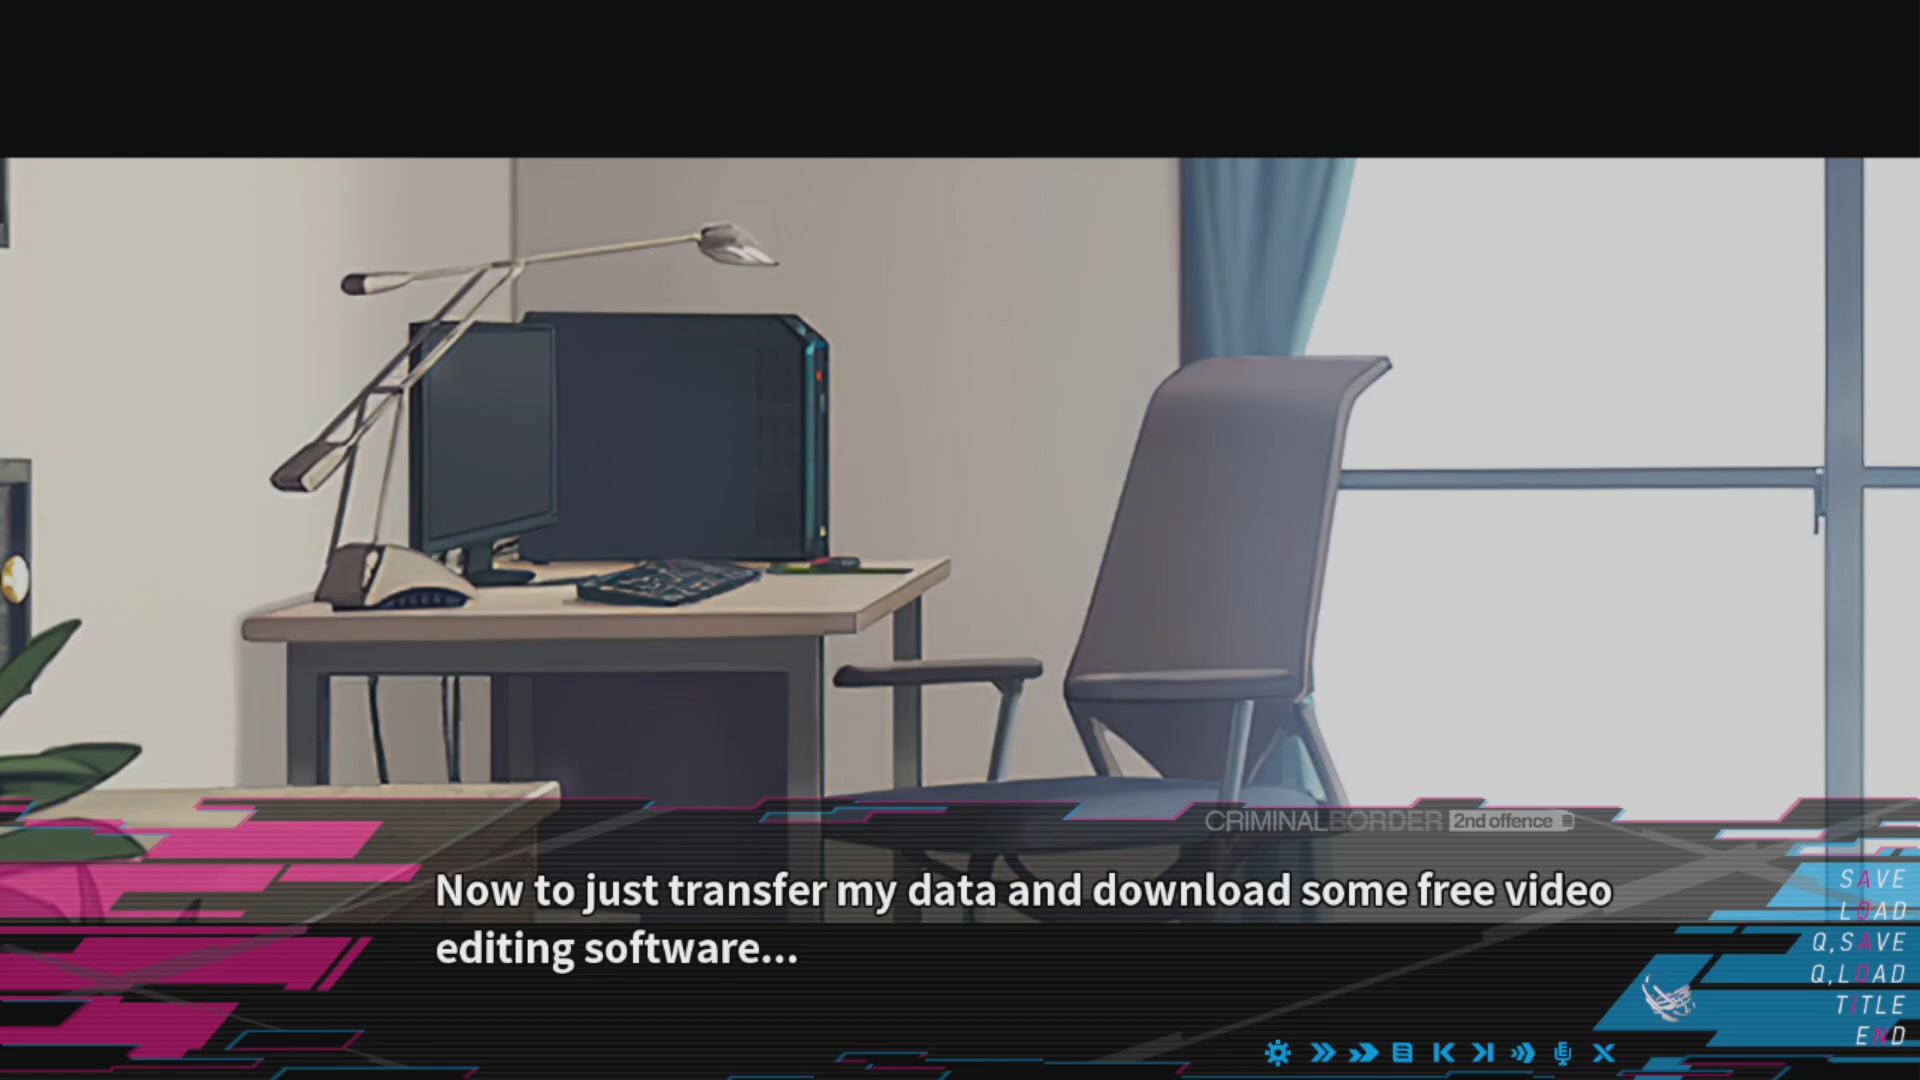 CRIMINALBORDER 2nd offence
Now to just transfer my data and download some free video
editing software...
SAVE
LOAD
Q,SAVE
Q,LOAD
TITLE
END